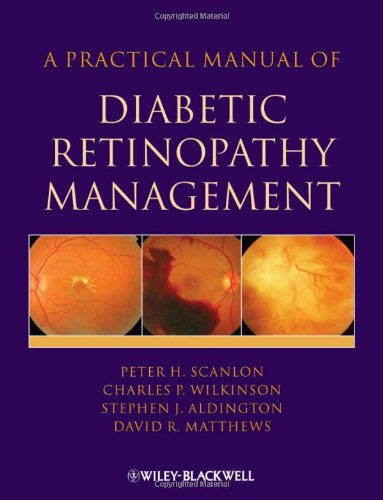 A PRACTICAL MANUAL OF
DIABETIC
RETINOPATHY
MANAGEMENT
PETER H. SCANLON
CHARLES P. WILKINSON
STEPHEN J. ALDINGTON
DAVID R. MATTHEWS
WILEY-BLACKWELL